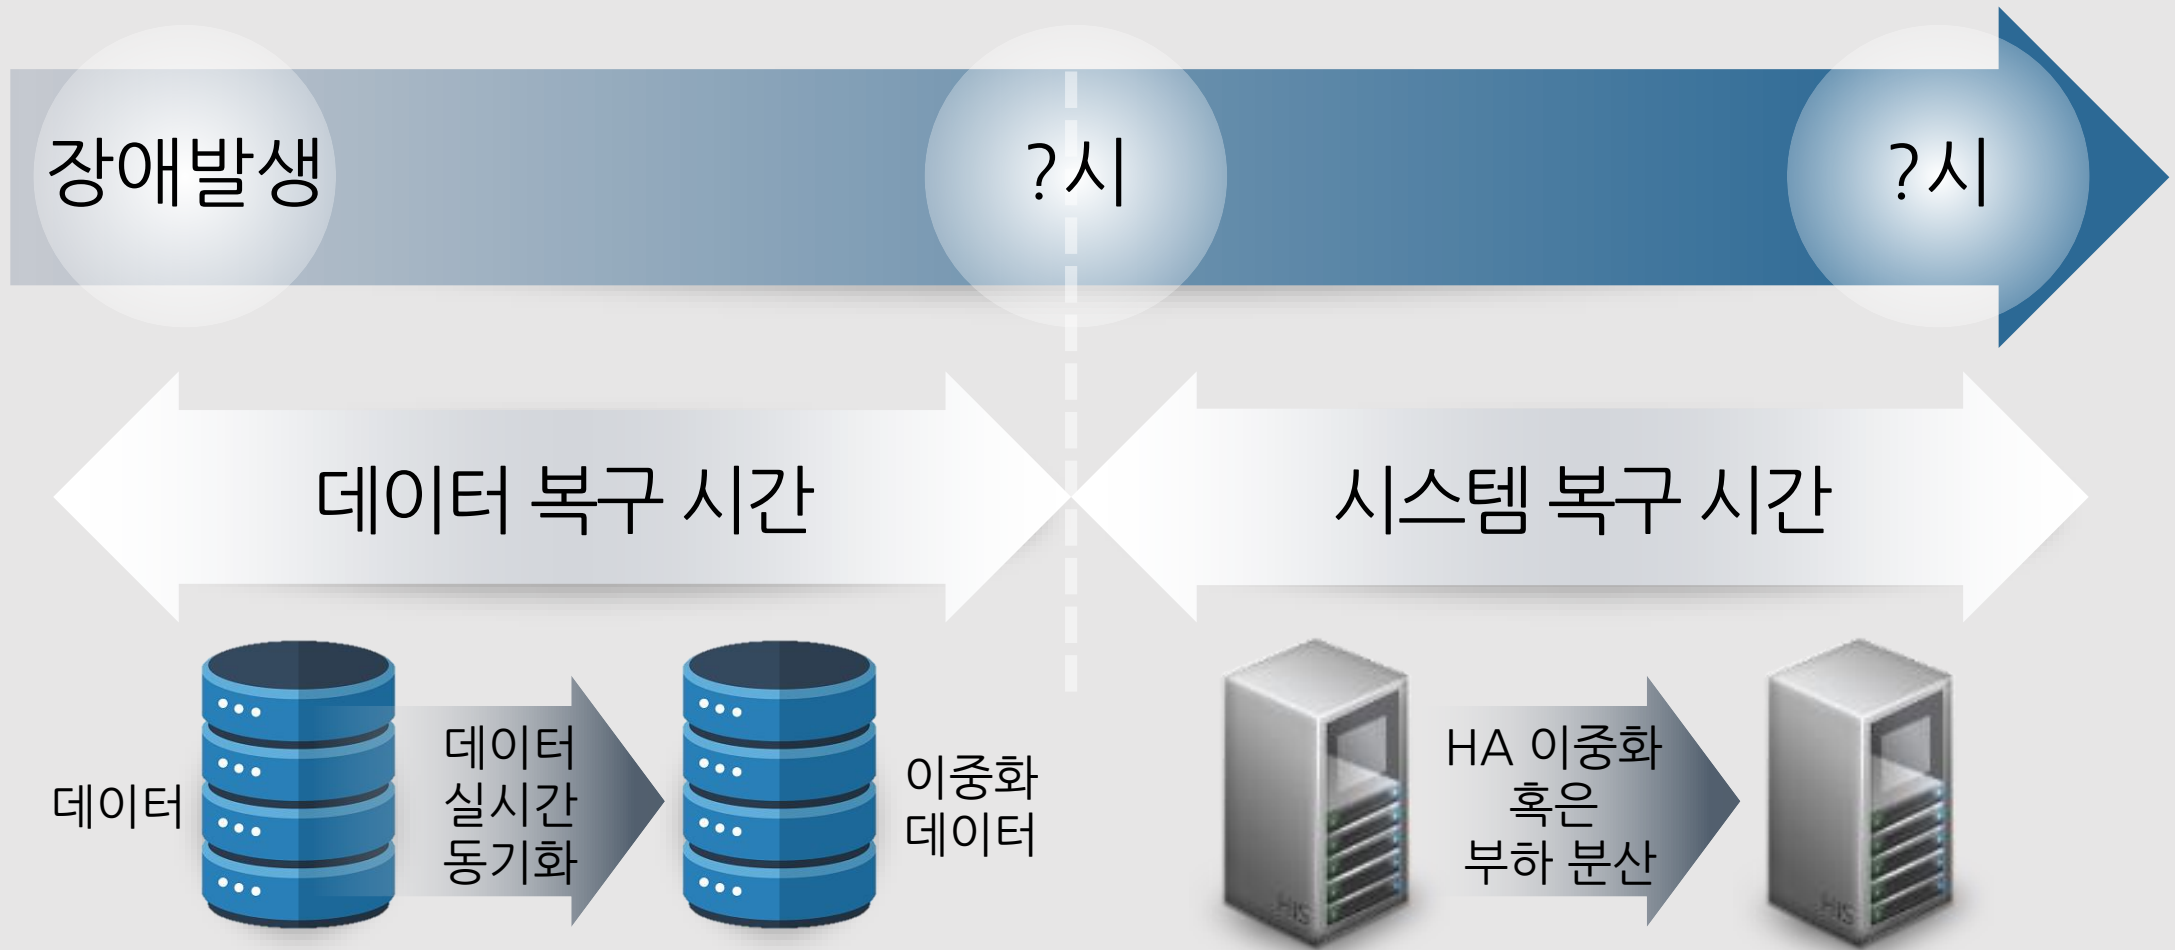 장애발생
?시
?시
데이터 복구 시간
시스템 복구 시간
데이터
데이터
실시간
동기화
이중화
데이터
HA 이중화
혹은
부하 분산
HIS
HIS